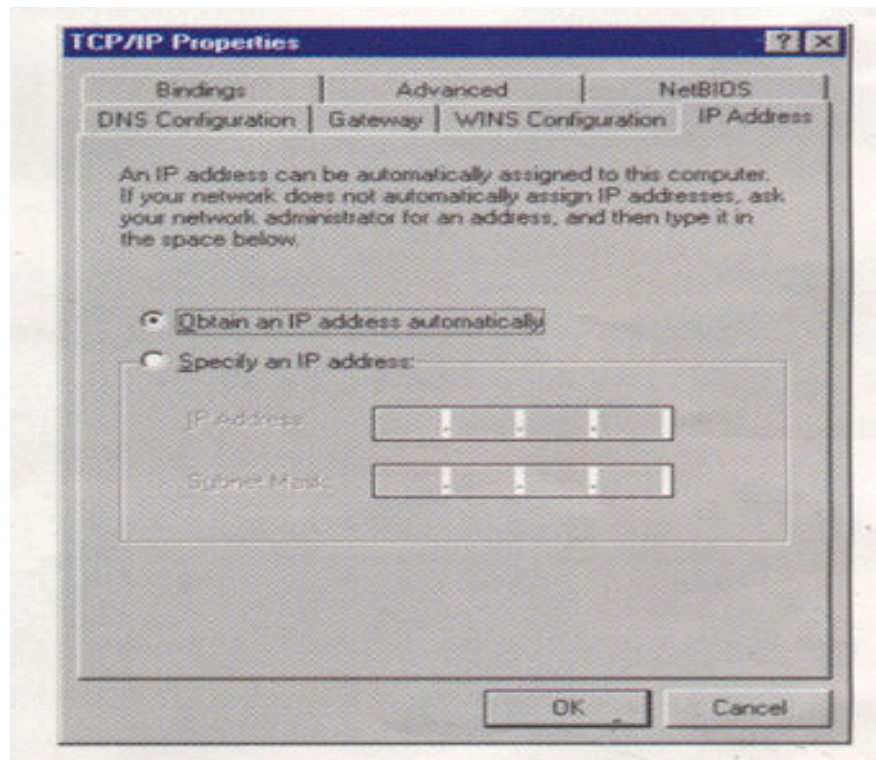 TCP/IP Properties
Bindings Advanced NetBIOS
DNS Configuration Gateway WINS Configuration IP Address
An IP address can be automatically assigned to this computer.
If your network does not automatically assign IP addresses, ask
your network administrator for an address, and then type it in
the space below.
Obtain an IP address automatically
Specify an IP address:
IP Address:
Subnet Mask:
OK Cancel